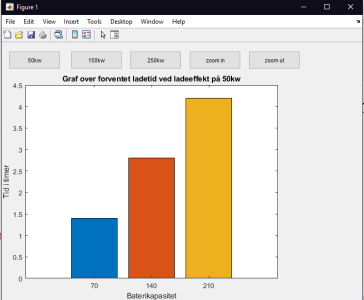 Figure 1
File Edit View Insert Tools Desktop Window Help
50kw 150kw 250kw zoom in zoom ut
Graf over forventet ladetid ved ladeeffekt på 50kw
4.5
4
3.5
3
2.5
2
1.5
1
0.5
0
Tid i timer
70 140 210
Baterikapasitet